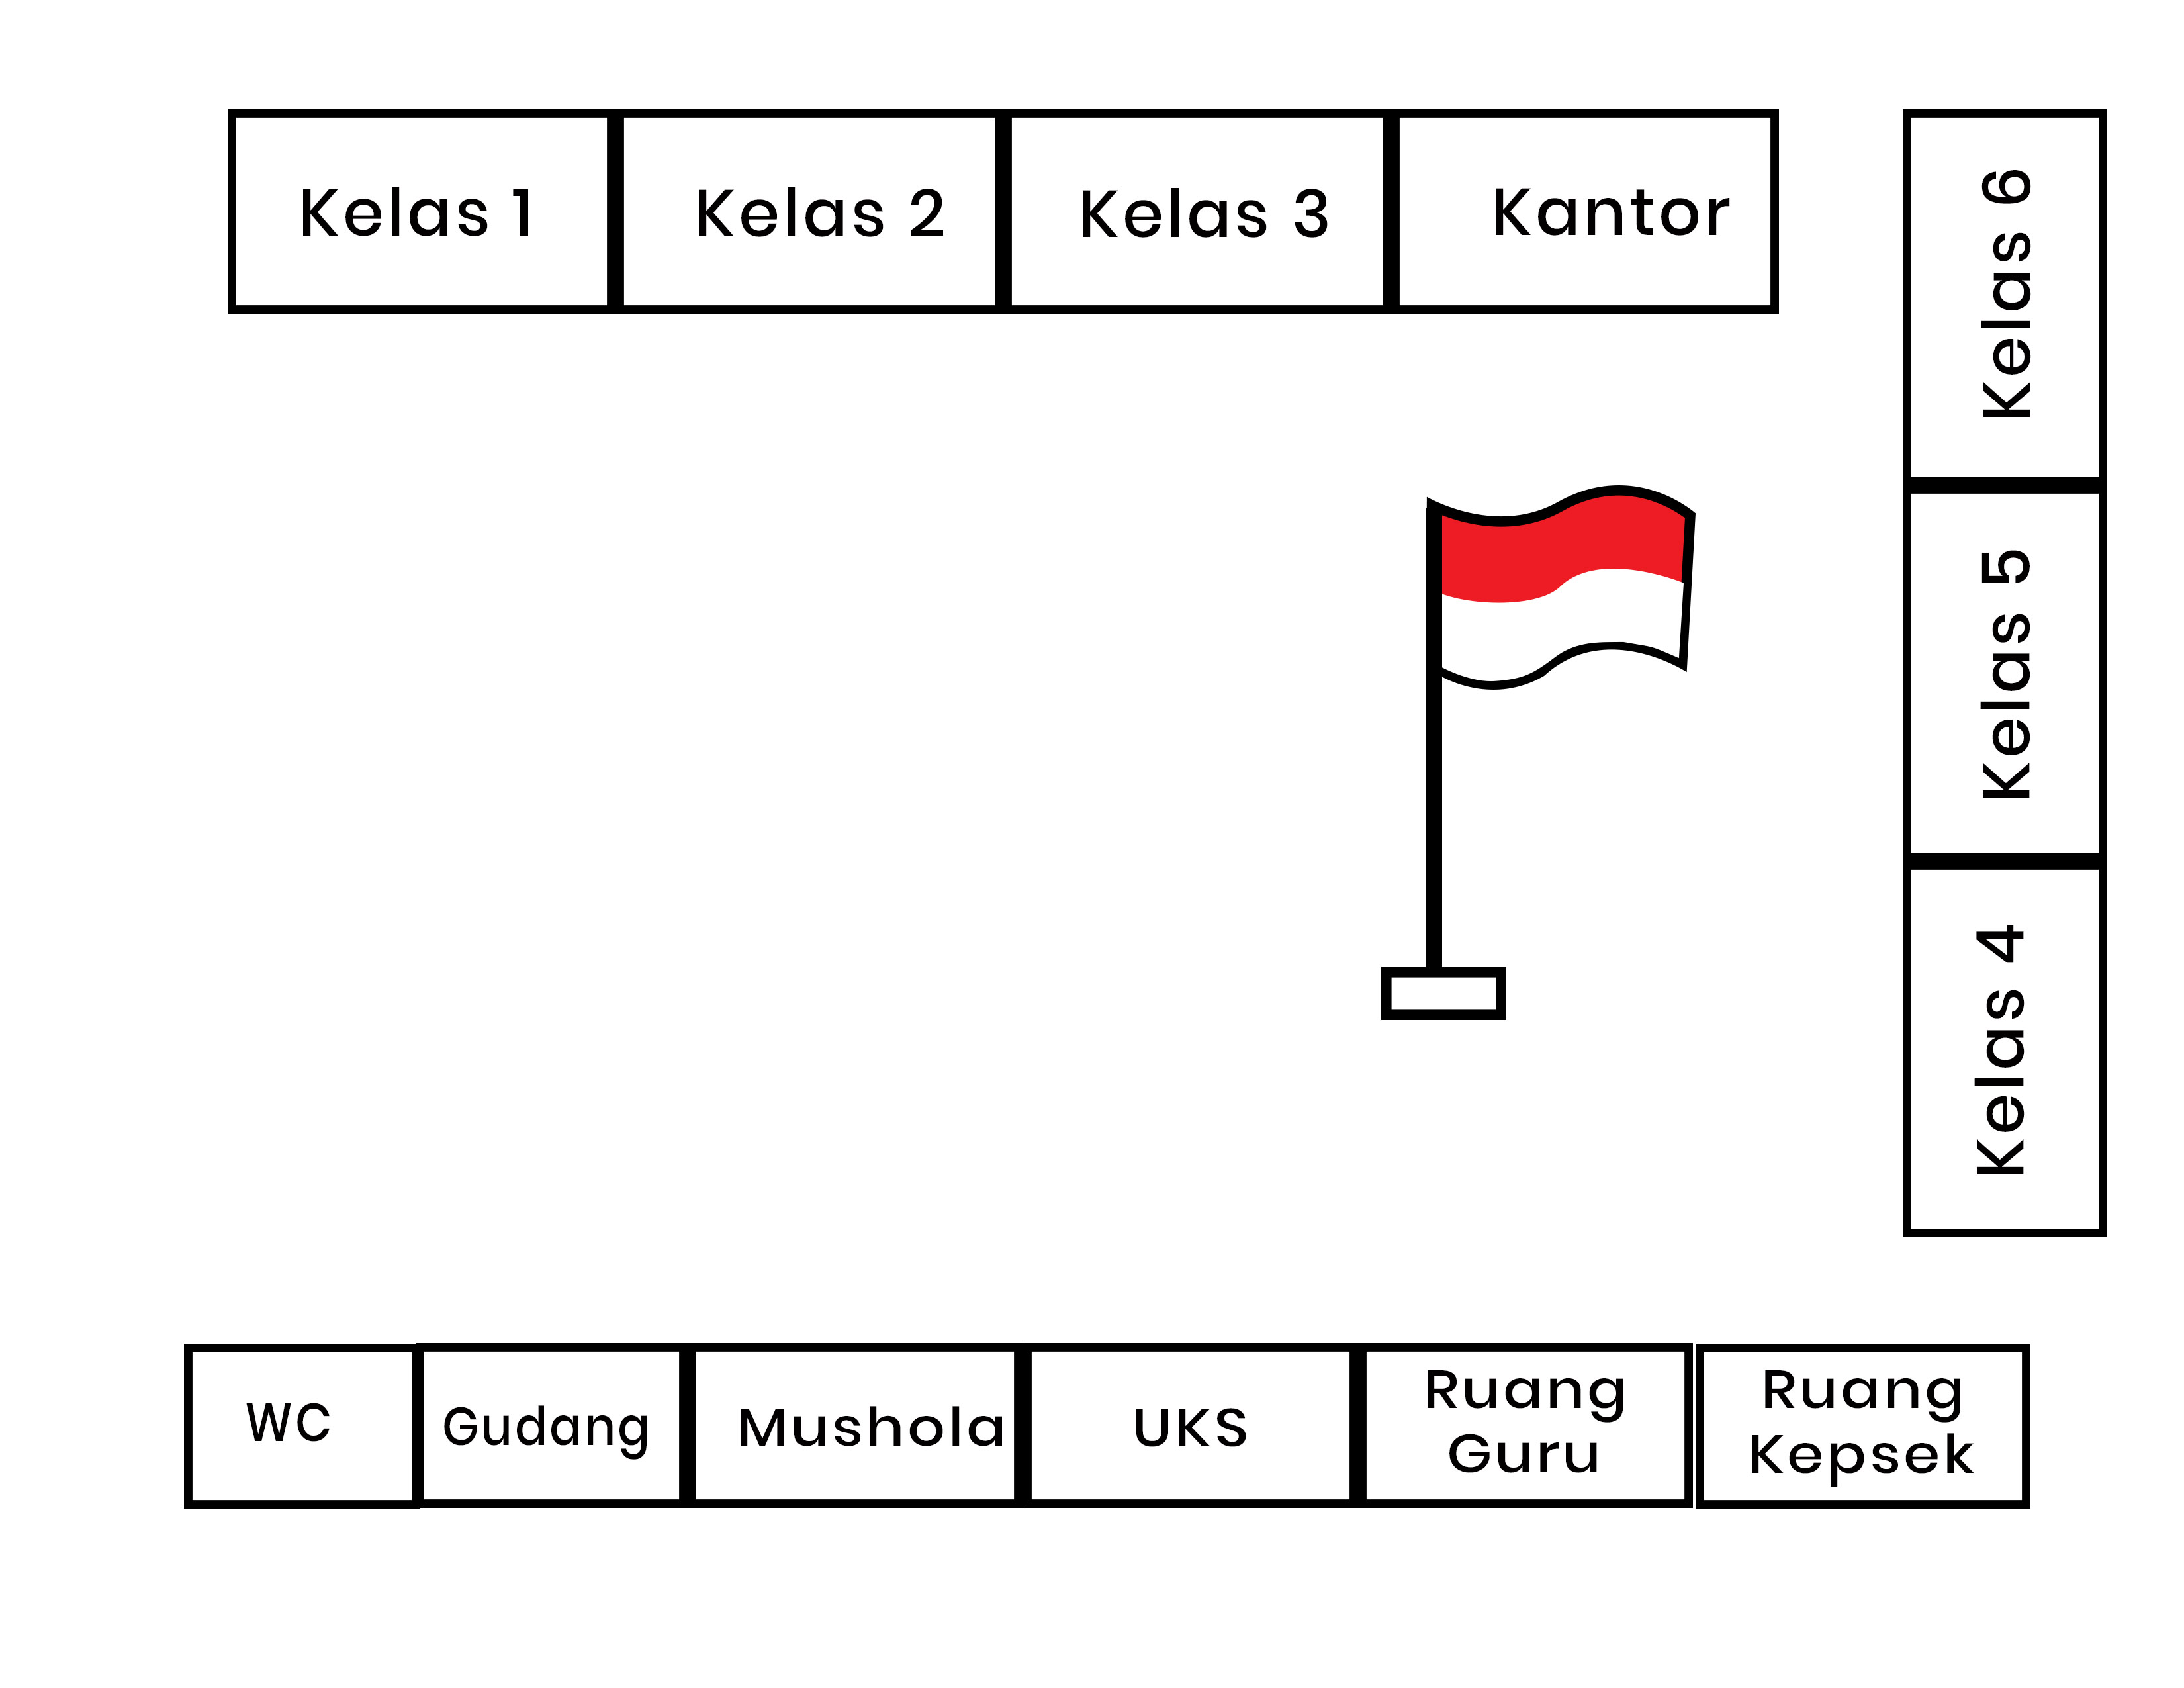 Kelas 1
Kelas 2
Kelas 3
Kantor
Kelas 6
Kelas 5
Kelas 4
WC
Gudang
Mushola
UKS
Ruang
Guru
Ruang
Kepsek